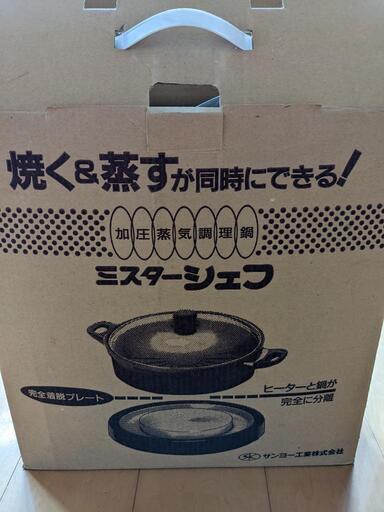 焼く&蒸すが同時にできる!
加圧蒸気調理鍋
ミスターシェフ
完全着脱プレート
ヒーターと鍋が
完全に分離
SK サンヨー工業株式会社